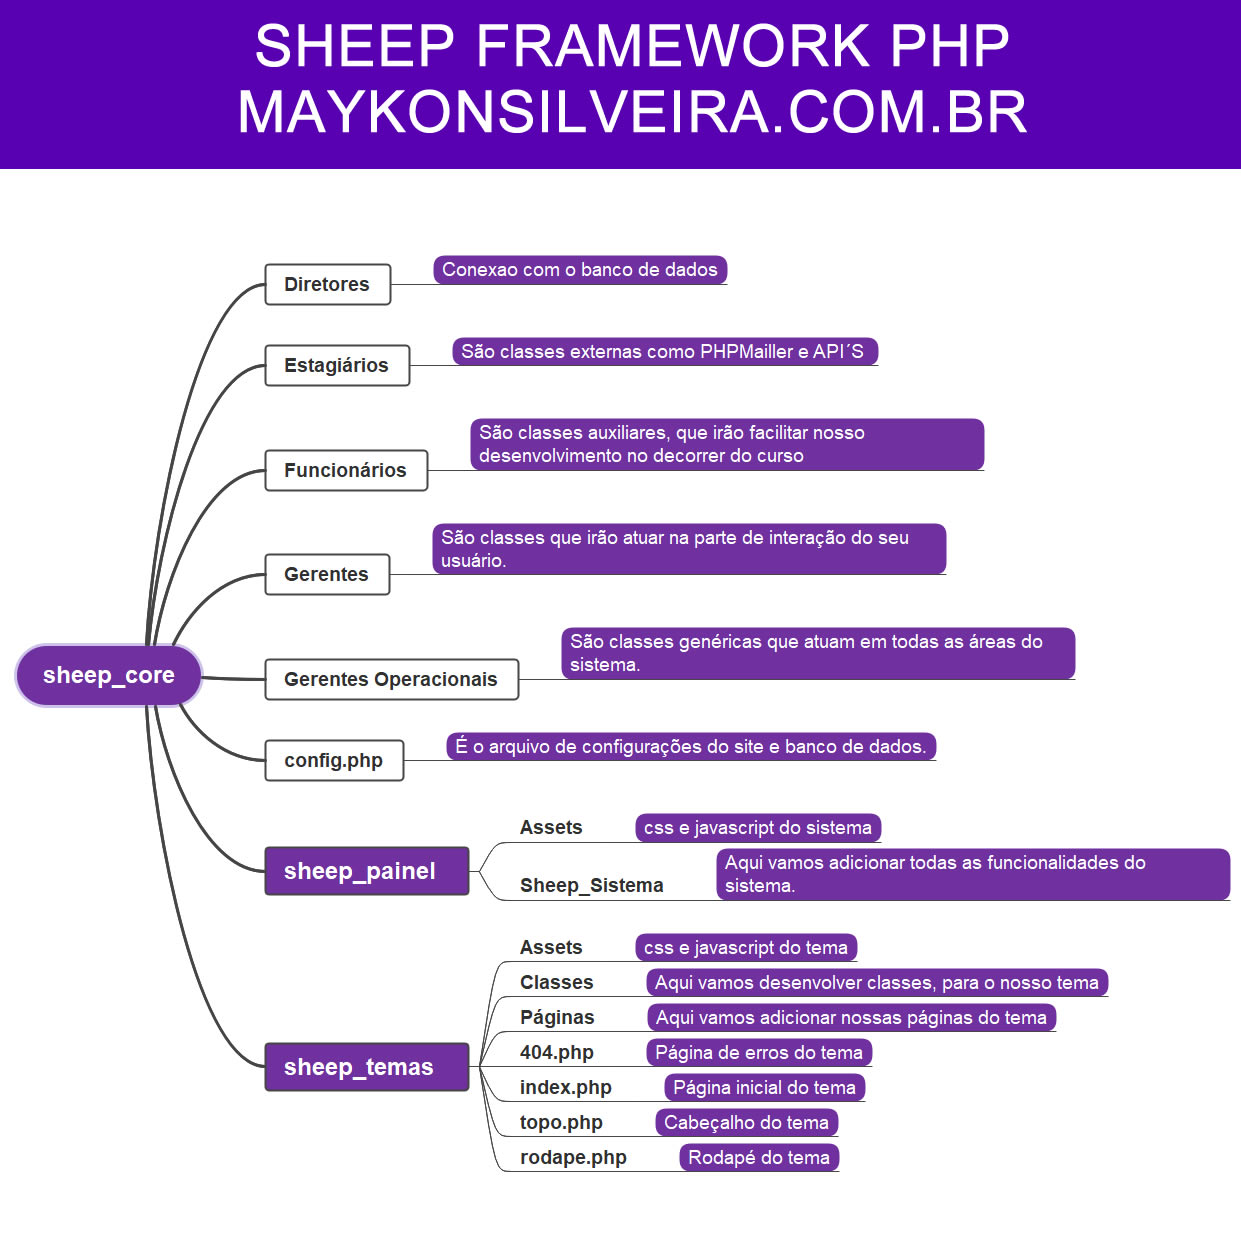 SHEEP FRAMEWORK PHP
MAYKONSILVEIRA.COM.BR
Diretores
Conexao com o banco de dados
Estagiários
São classes externas como PHPMailler e API´S
Funcionários
São classes auxiliares, que irão facilitar nosso
desenvolvimento no decorrer do curso
Gerentes
São classes que irão atuar na parte de interação do seu
usuário.
sheep_core
Gerentes Operacionais
São classes genéricas que atuam em todas as áreas do
sistema.
config.php
É o arquivo de configurações do site e banco de dados.
sheep_painel
Assets
css e javascript do sistema
Sheep_Sistema
Aqui vamos adicionar todas as funcionalidades do
sistema.
sheep_temas
Assets
css e javascript do tema
Classes
Aqui vamos desenvolver classes, para o nosso tema
Páginas
Aqui vamos adicionar nossas páginas do tema
404.php
Página de erros do tema
index.php
Página inicial do tema
topo.php
Cabeçalho do tema
rodape.php
Rodapé do tema